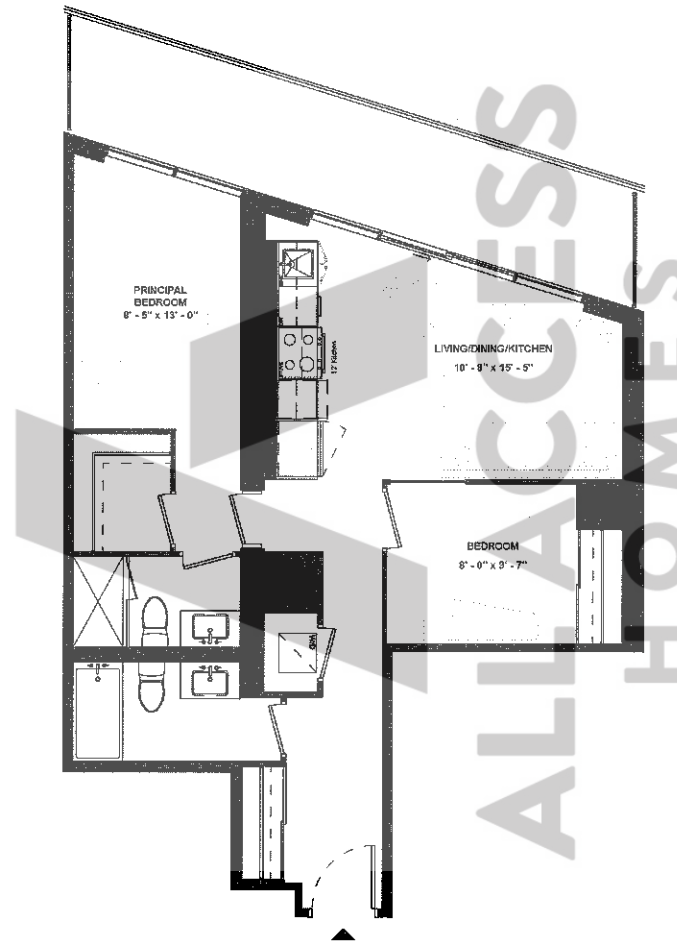 PRINCIPAL
BEDROOM
8' - 5" x 13' - 0"
12' Kitchen
LIVING/DINING/KITCHEN
10' - 9" x 15' - 5"
BEDROOM
8' - 0" x 9' - 7"
W/D
ALL ACCESS
HOMES